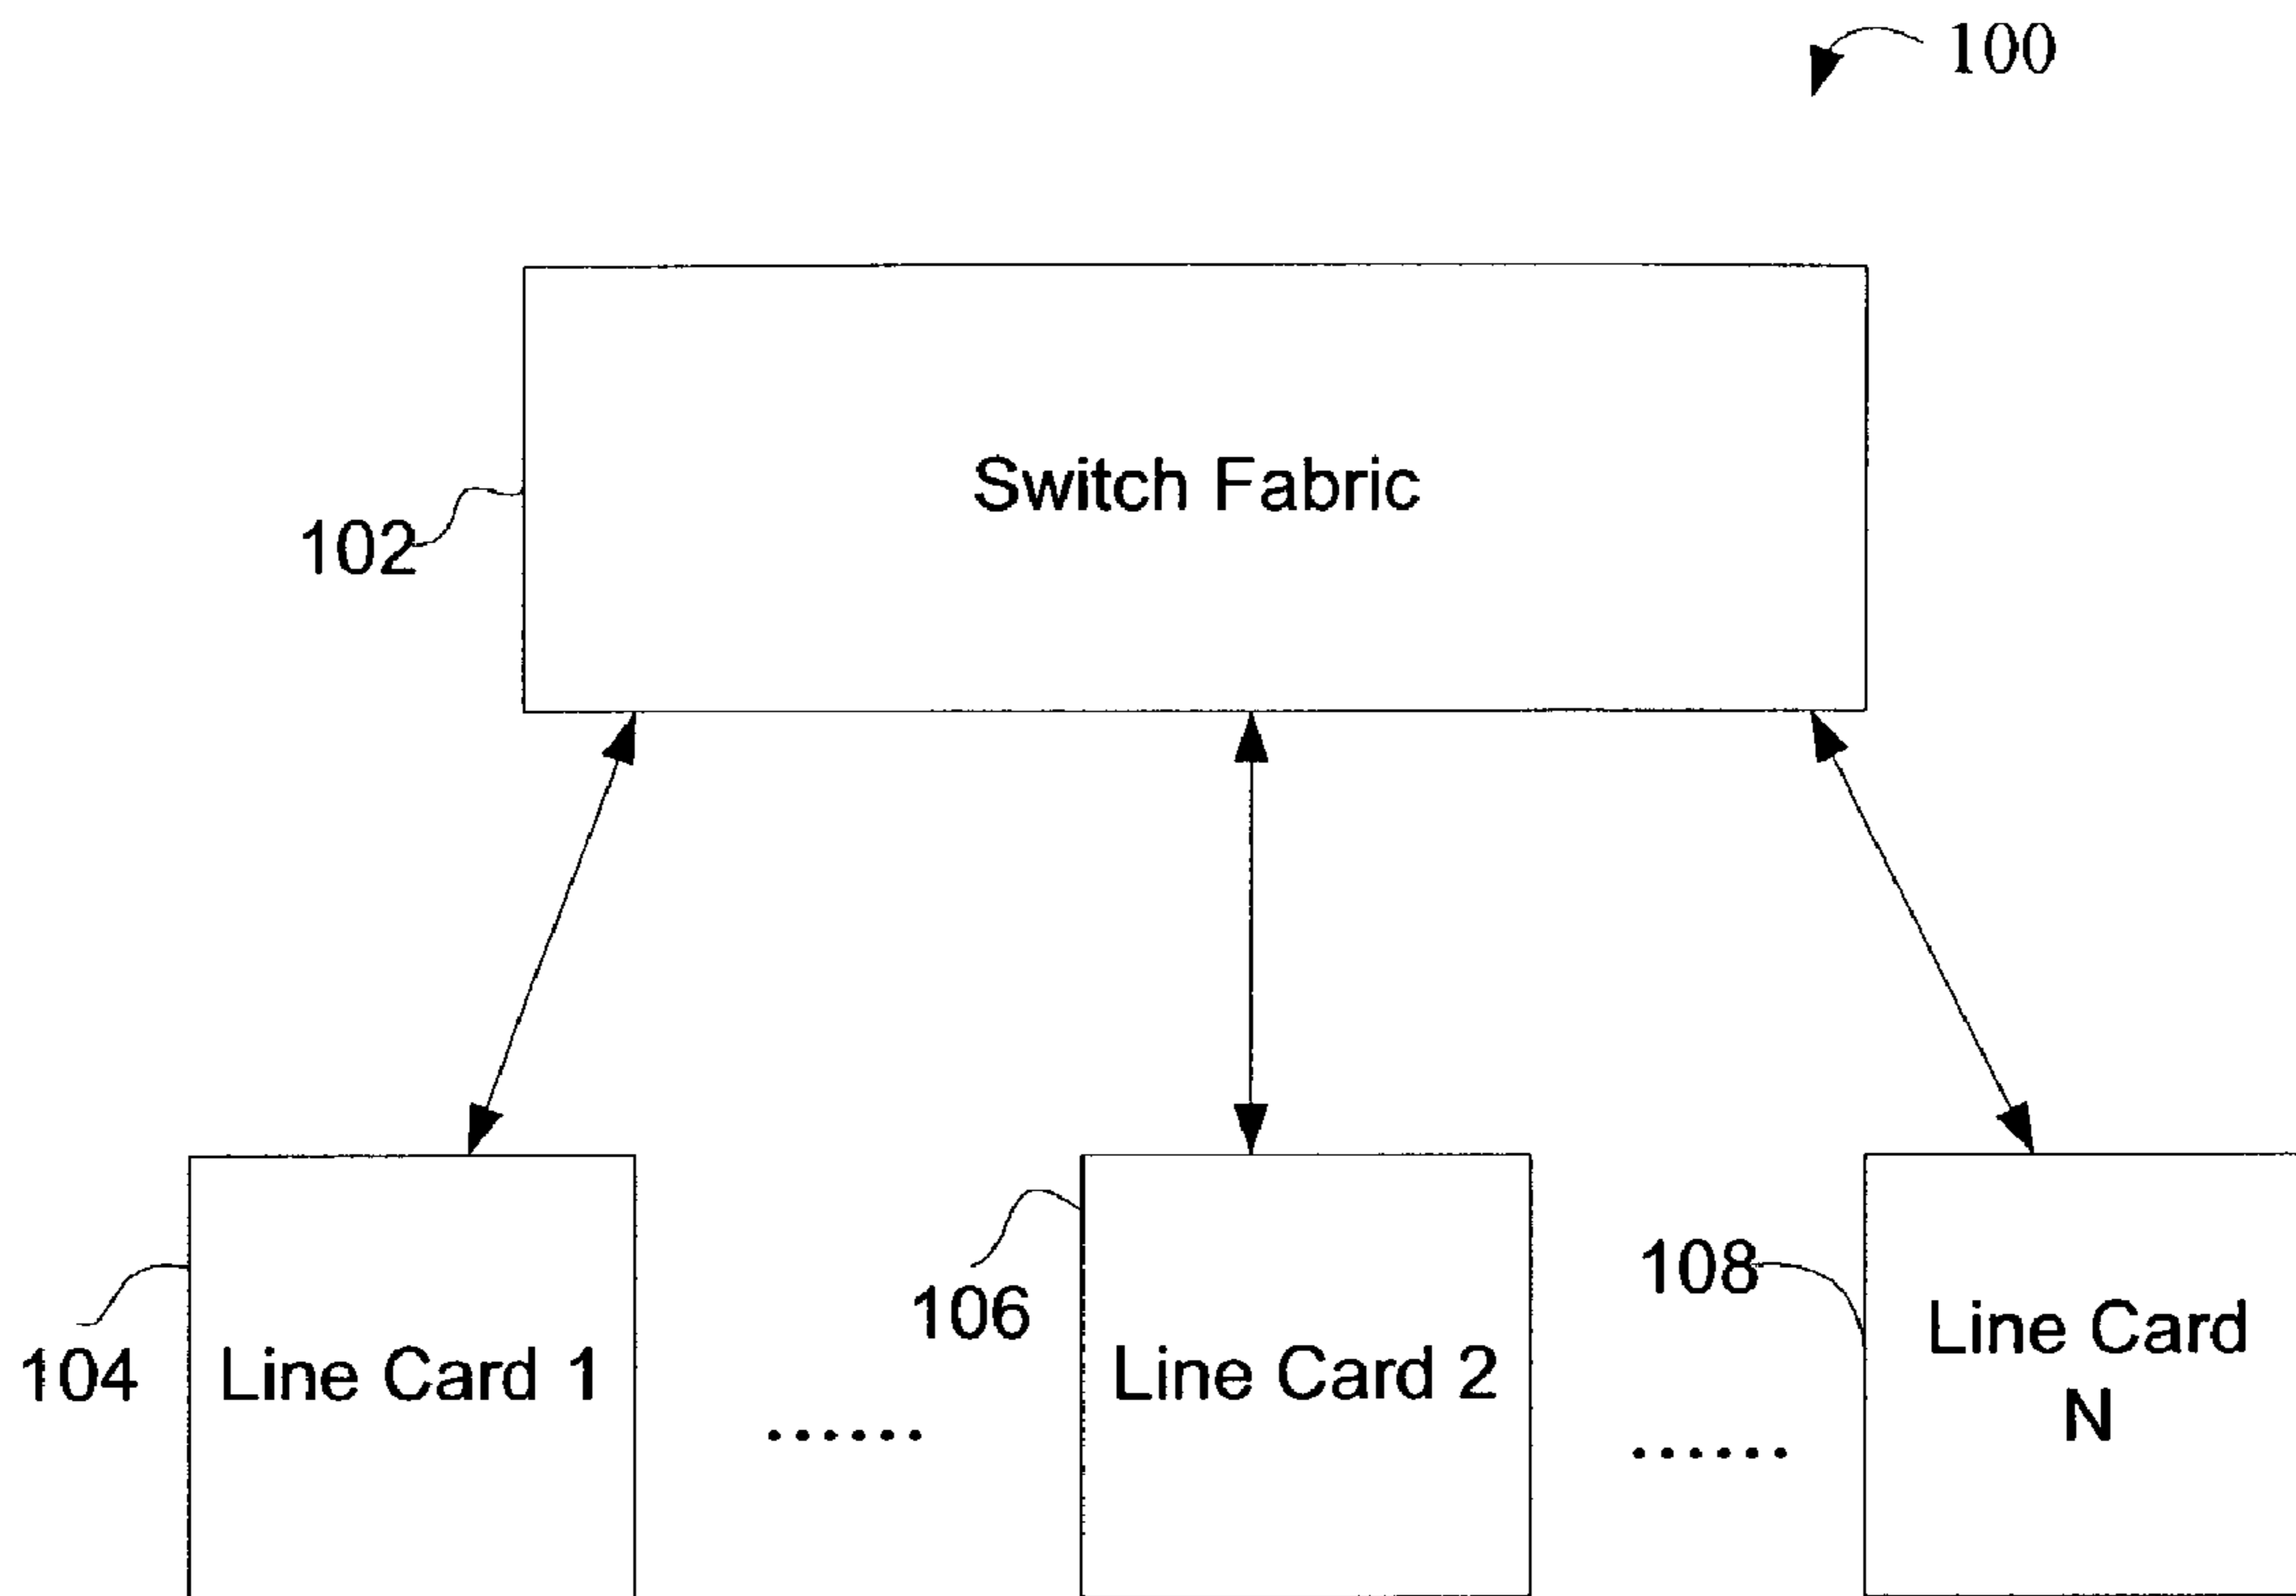 100
Switch Fabric
102
104
Line Card 1
......
106
Line Card 2
......
108
Line Card
N